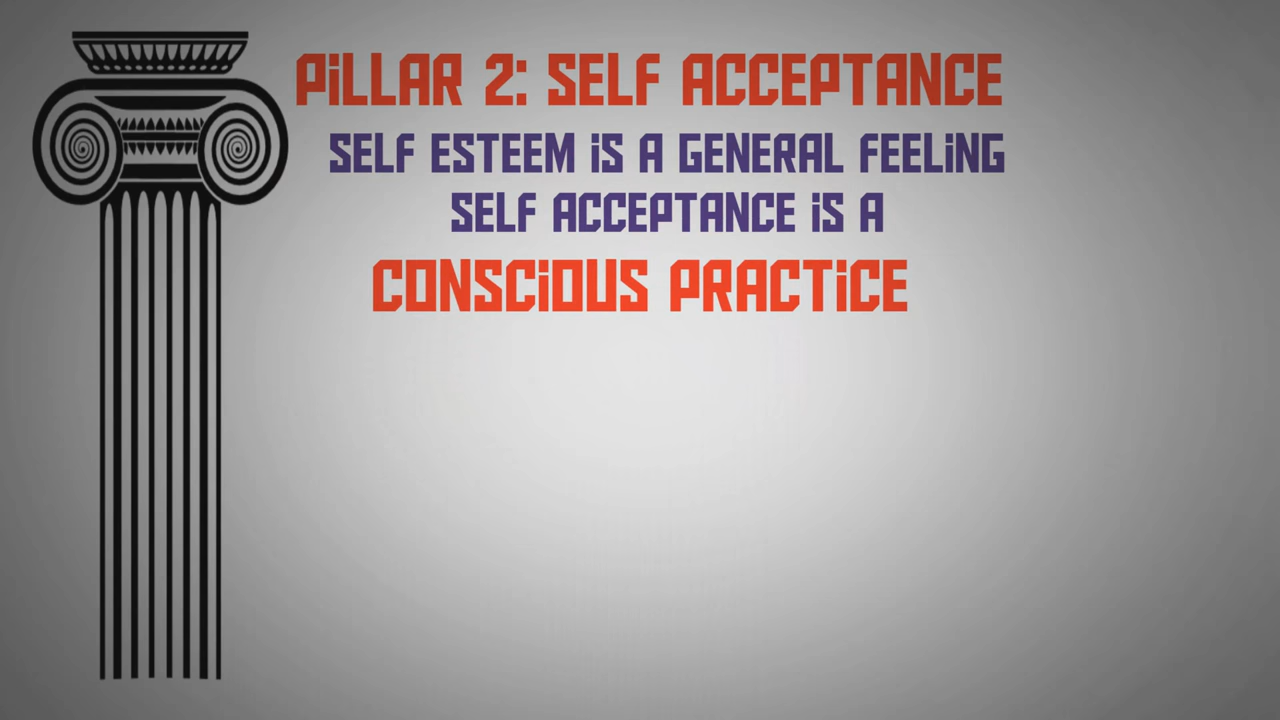 PiLLAR 2: SELF ACCEPTANCE
SELF ESTEEM iS A GENERAL FEELiNG
SELF ACCEPTANCE iS A
CONSCiOUS PRACTiCE